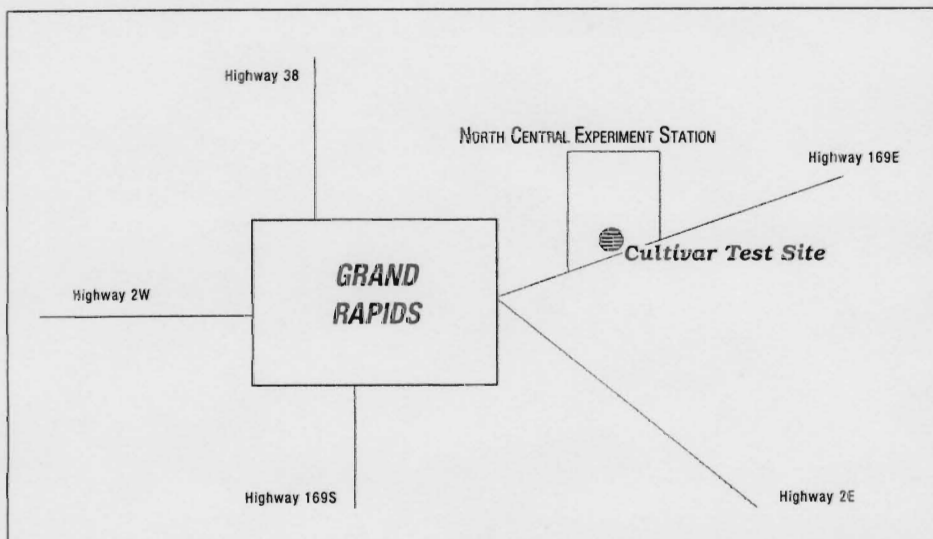 Highway 38
NORTH CENTRAL EXPERIMENT STATION
Highway 169E
Cultivar Test Site
GRAND
RAPIDS
Highway 2W
Highway 169S
Highway 2E